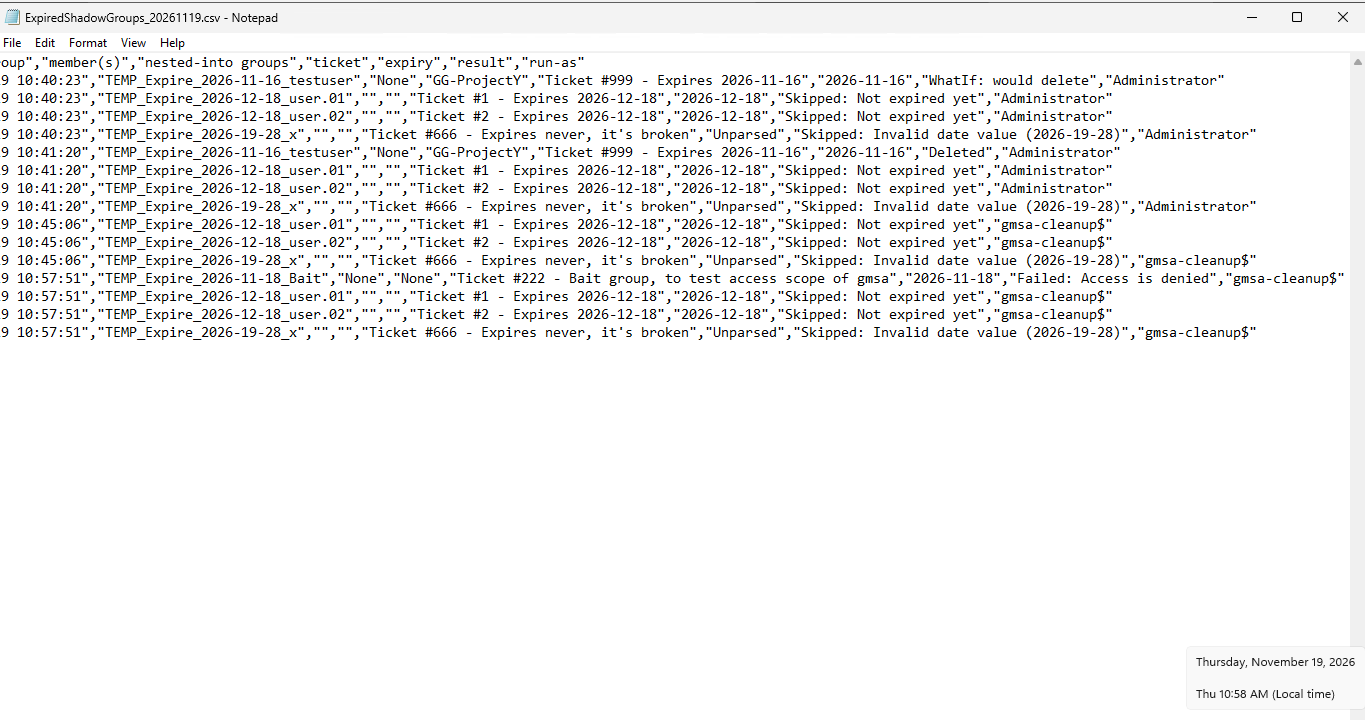 ExpiredShadowGroups_20261119.csv - Notepad
File Edit Format View Help
oup","member(s)","nested-into groups","ticket","expiry","result","run-as"
9 10:40:23","TEMP_Expire_2026-11-16_testuser","None","GG-ProjectY","Ticket #999 - Expires 2026-11-16","2026-11-16","WhatIf: would delete","Administrator"
9 10:40:23","TEMP_Expire_2026-12-18_user.01","","","Ticket #1 - Expires 2026-12-18","2026-12-18","Skipped: Not expired yet","Administrator"
9 10:40:23","TEMP_Expire_2026-12-18_user.02","","","Ticket #2 - Expires 2026-12-18","2026-12-18","Skipped: Not expired yet","Administrator"
9 10:40:23","TEMP_Expire_2026-19-28_x","","","Ticket #666 - Expires never, it's broken","Unparsed","Skipped: Invalid date value (2026-19-28)","Administrator"
9 10:41:20","TEMP_Expire_2026-11-16_testuser","None","GG-ProjectY","Ticket #999 - Expires 2026-11-16","2026-11-16","Deleted","Administrator"
9 10:41:20","TEMP_Expire_2026-12-18_user.01","","","Ticket #1 - Expires 2026-12-18","2026-12-18","Skipped: Not expired yet","Administrator"
9 10:41:20","TEMP_Expire_2026-12-18_user.02","","","Ticket #2 - Expires 2026-12-18","2026-12-18","Skipped: Not expired yet","Administrator"
9 10:41:20","TEMP_Expire_2026-19-28_x","","","Ticket #666 - Expires never, it's broken","Unparsed","Skipped: Invalid date value (2026-19-28)","Administrator"
9 10:45:06","TEMP_Expire_2026-12-18_user.01","","","Ticket #1 - Expires 2026-12-18","2026-12-18","Skipped: Not expired yet","gmsa-cleanup$"
9 10:45:06","TEMP_Expire_2026-12-18_user.02","","","Ticket #2 - Expires 2026-12-18","2026-12-18","Skipped: Not expired yet","gmsa-cleanup$"
9 10:45:06","TEMP_Expire_2026-19-28_x","","","Ticket #666 - Expires never, it's broken","Unparsed","Skipped: Invalid date value (2026-19-28)","gmsa-cleanup$"
9 10:57:51","TEMP_Expire_2026-11-18_Bait","None","None","Ticket #222 - Bait group, to test access scope of gmsa","2026-11-18","Failed: Access is denied","gmsa-cleanup$"
9 10:57:51","TEMP_Expire_2026-12-18_user.01","","","Ticket #1 - Expires 2026-12-18","2026-12-18","Skipped: Not expired yet","gmsa-cleanup$"
9 10:57:51","TEMP_Expire_2026-12-18_user.02","","","Ticket #2 - Expires 2026-12-18","2026-12-18","Skipped: Not expired yet","gmsa-cleanup$"
9 10:57:51","TEMP_Expire_2026-19-28_x","","","Ticket #666 - Expires never, it's broken","Unparsed","Skipped: Invalid date value (2026-19-28)","gmsa-cleanup$"
Thursday, November 19, 2026
Thu 10:58 AM (Local time)